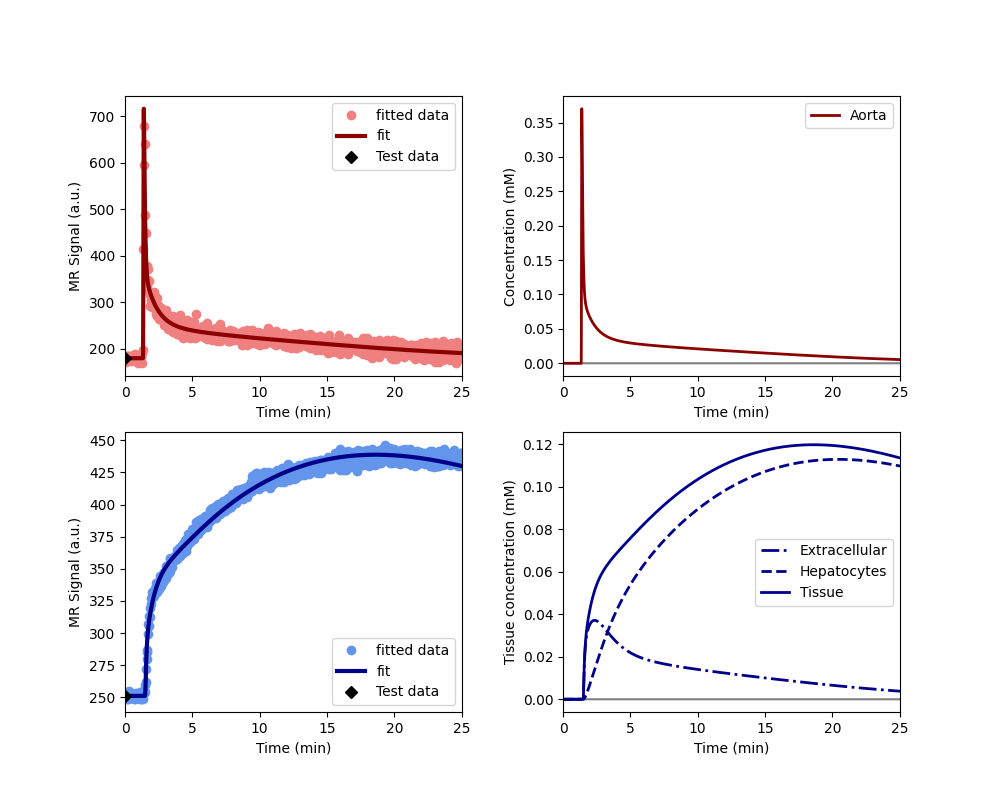 MR Signal (a.u.)
700
600
500
400
300
200
fitted data
fit
Test data
0 5 10 15 20 25
Time (min)
Concentration (mM)
0.35
0.30
0.25
0.20
0.15
0.10
0.05
0.00
Aorta
0 5 10 15 20 25
Time (min)
MR Signal (a.u.)
450
425
400
375
350
325
300
275
250
fitted data
fit
Test data
0 5 10 15 20 25
Time (min)
Tissue concentration (mM)
0.12
0.10
0.08
0.06
0.04
0.02
0.00
Extracellular
Hepatocytes
Tissue
0 5 10 15 20 25
Time (min)